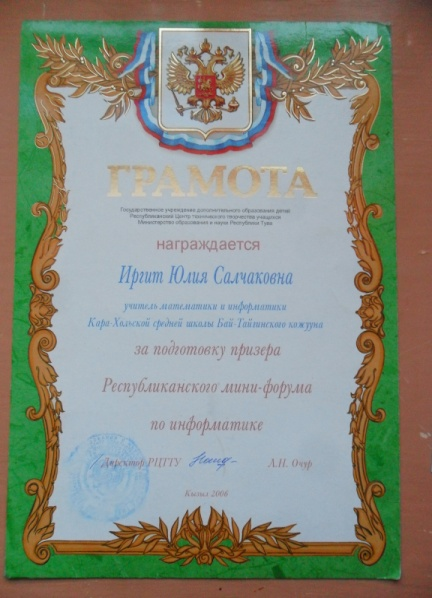 ГРАМОТА
Государственное учреждение дополнительного образования детей
Республиканский Центр технического творчества учащихся
Министерство образования и науки Республики Тува
награждается
Иргит Юлия Салчаковна
учитель математики и информатики
Кара-Хольской средней школы Бай-Тайгинского кожууна
за подготовку призера
Республиканского мини-форума
по информатике
Директор РЦТТУ А.Н. Очур
Кызыл 2006